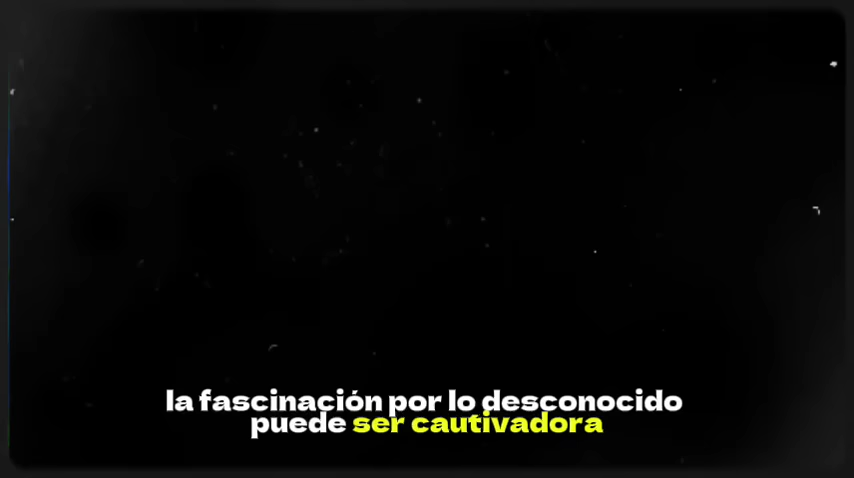 la fascinación por lo desconocido
puede ser cautivadora